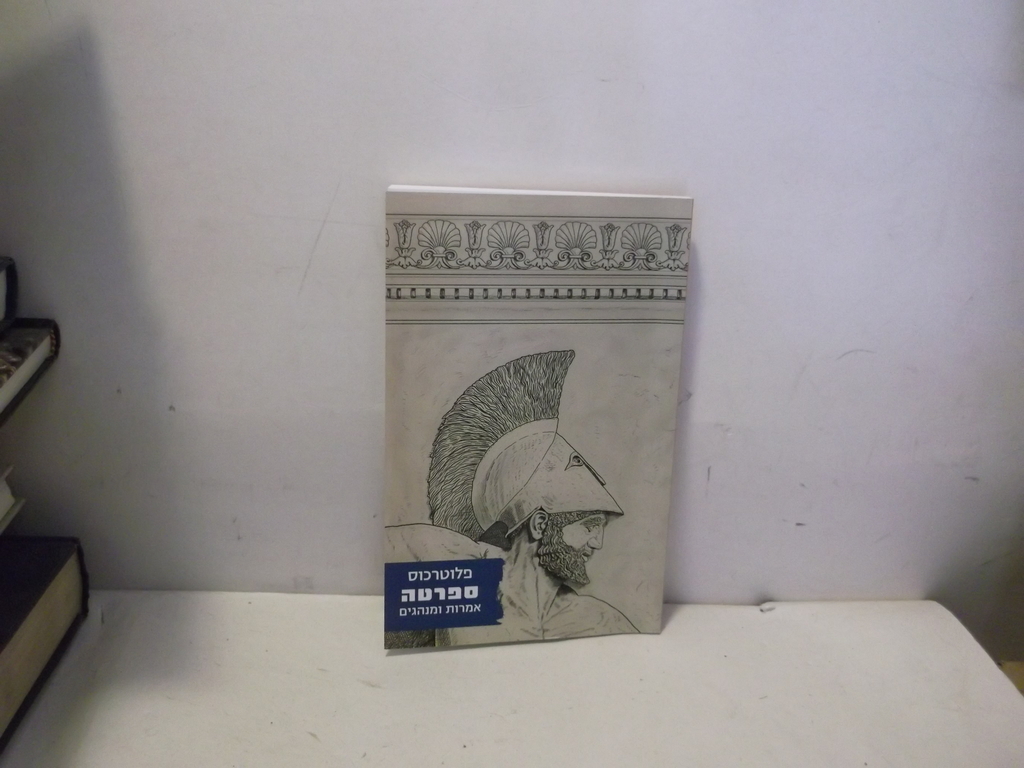 פלוטרכוס
ספרטה
אמרות ומנהגים